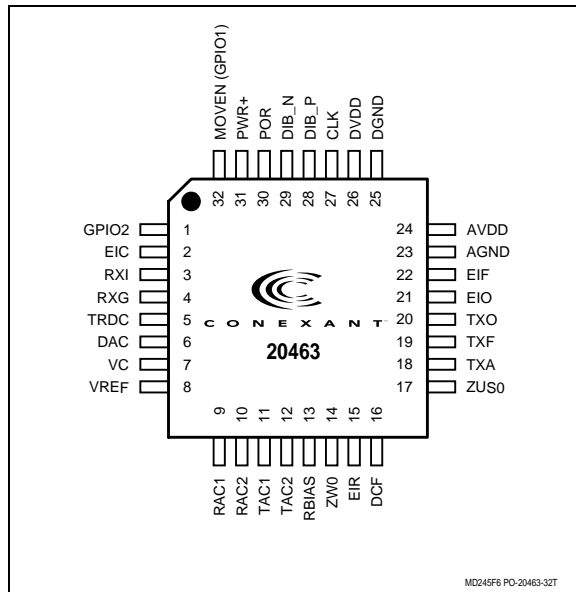 MOVEN (GPIO1)
PWR+
POR
DIB_N
DIB_P
CLK
DVDD
DGND
32 31 30 29 28 27 26 25
GPIO2 1
EIC 2
RXI 3
RXG 4
TRDC 5
DAC 6
VC 7
VREF 8
24 AVDD
23 AGND
22 EIF
21 EIO
20 TXO
19 TXF
18 TXA
17 ZUS0
CONEXANT
20463
9 10 11 12 13 14 15 16
RAC1
RAC2
TAC1
TAC2
RBIAS
ZW0
EIR
DCF
MD245F6 PO-20463-32T